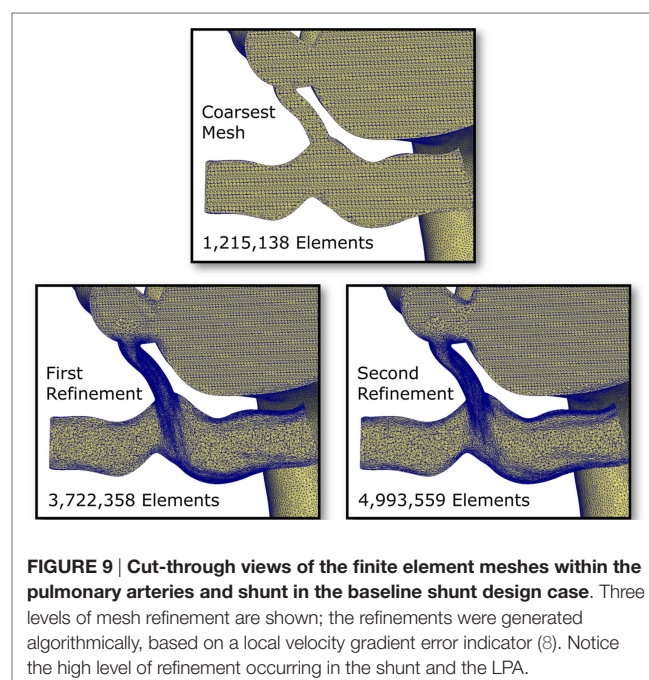 Coarsest
Mesh
1,215,138 Elements
First
Refinement
3,722,358 Elements
Second
Refinement
4,993,559 Elements
FIGURE 9 | Cut-through views of the finite element meshes within the
pulmonary arteries and shunt in the baseline shunt design case. Three
levels of mesh refinement are shown; the refinements were generated
algorithmically, based on a local velocity gradient error indicator (8). Notice
the high level of refinement occurring in the shunt and the LPA.